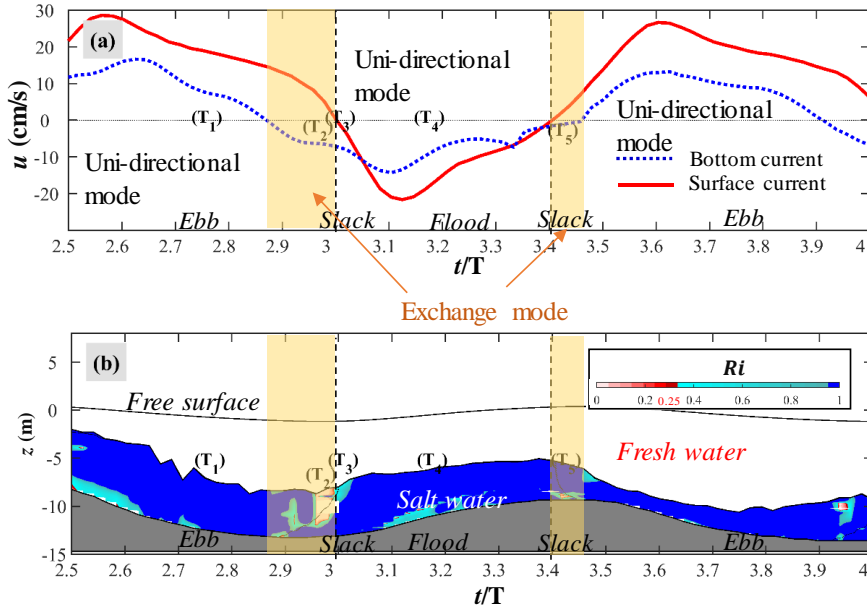 30
(a)
20
Uni-directional
mode
10
0
(T1)
(T2)
(T3)
(T4)
(T5)
Uni-directional
mode
u (cm/s)
-10
Uni-directional
mode
Bottom current
Surface current
-20
Ebb
Slack
Flood
Slack
Ebb
2.5 2.6 2.7 2.8 2.9 3 3.1 3.2 3.3 3.4 3.5 3.6 3.7 3.8 3.9 4
t/T
Exchange mode
(b)
5
Ri
0 0.2 0.25 0.4 0.6 0.8 1
Free surface
0
z (m)
Fresh water
-5
(T1)
(T2)
(T3)
(T4)
(T5)
Salt water
-10
Ebb
Slack
Flood
Slack
Ebb
-15
2.5 2.6 2.7 2.8 2.9 3 3.1 3.2 3.3 3.4 3.5 3.6 3.7 3.8 3.9 4
t/T